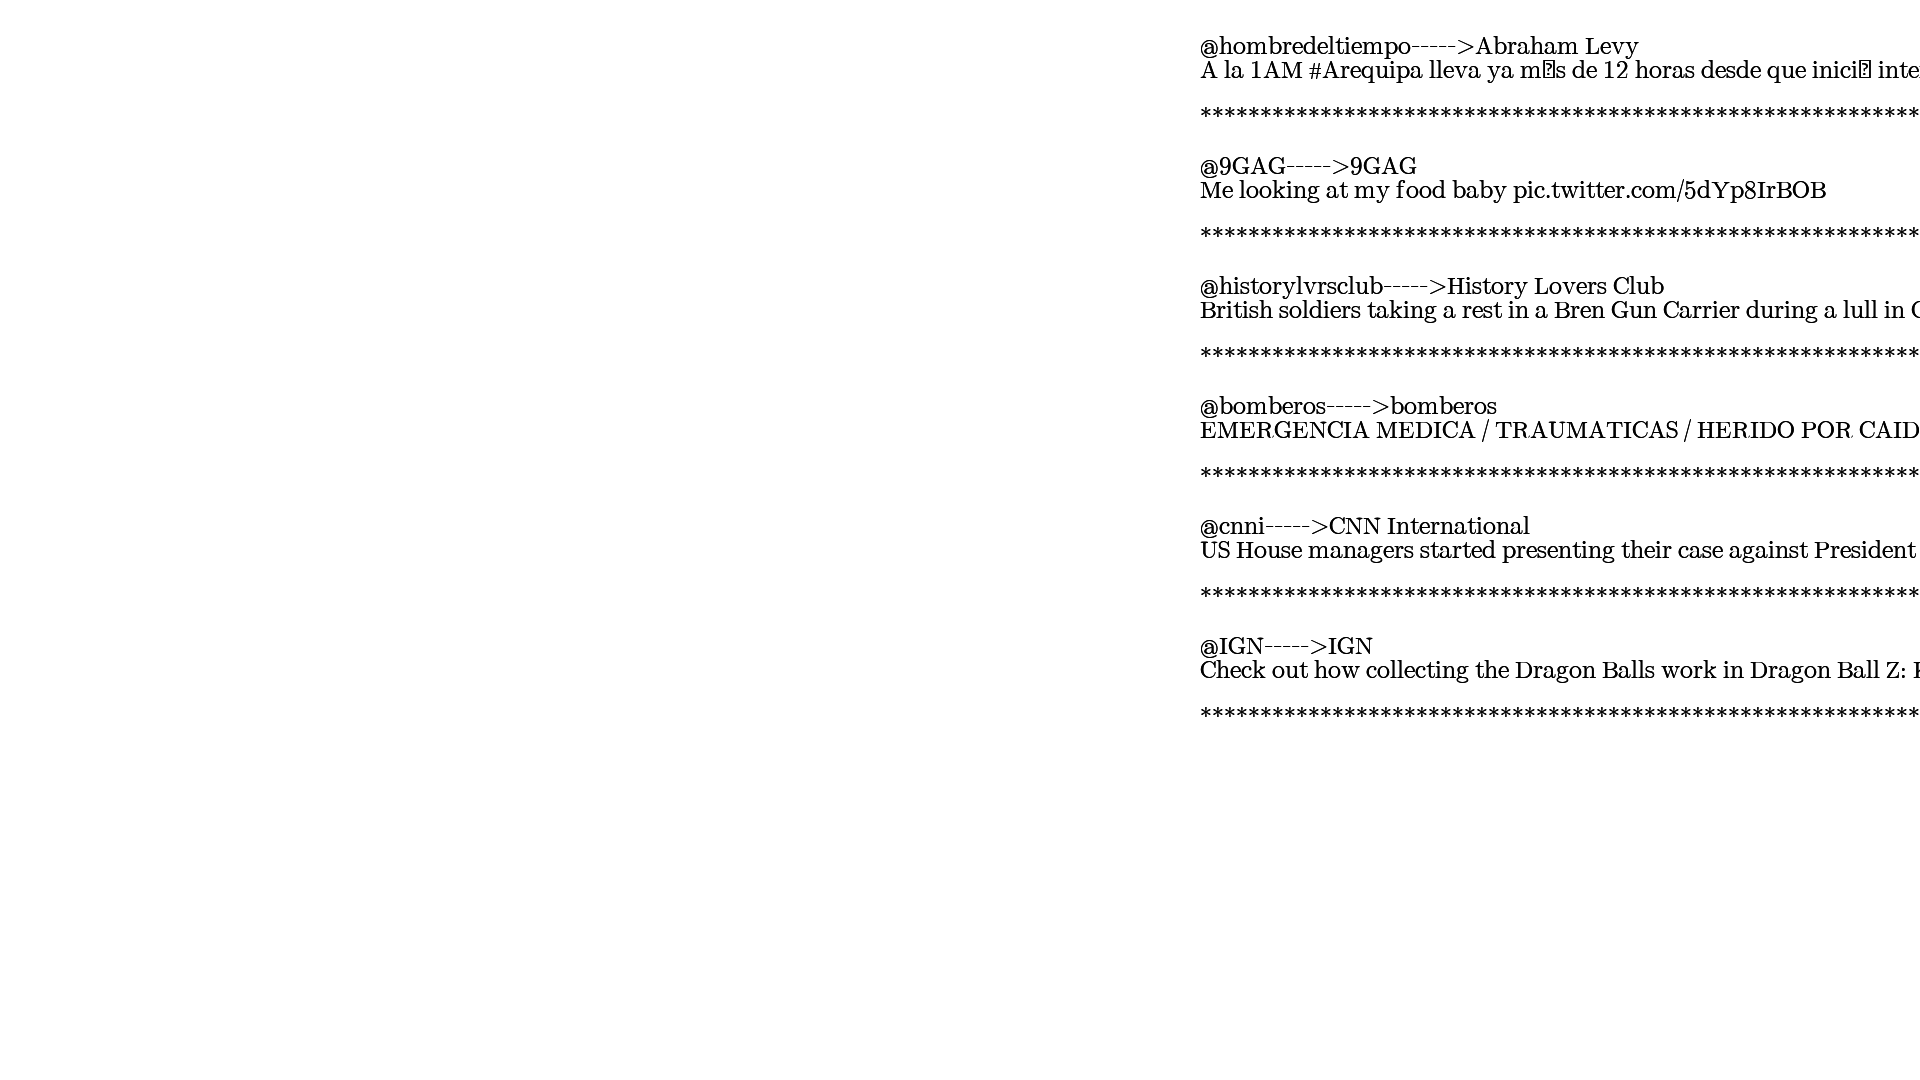 @hombredeltiempo----->Abraham Levy
A la 1AM #Arequipa lleva ya m�s de 12 horas desde que inici�
************************************************************
@9GAG----->9GAG
Me looking at my food baby pic.twitter.com/5dYp8IrBOB
************************************************************
@historylvrsclub----->History Lovers Club
British soldiers taking a rest in a Bren Gun Carrier during a lull in
************************************************************
@bomberos----->bomberos
EMERGENCIA MEDICA / TRAUMATICAS / HERIDO POR CAID
************************************************************
@cnni----->CNN International
US House managers started presenting their case against President
************************************************************
@IGN----->IGN
Check out how collecting the Dragon Balls work in Dragon Ball Z:
************************************************************